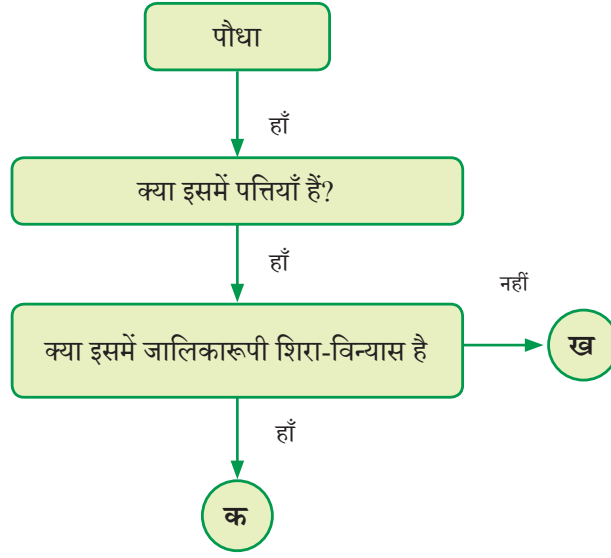 पौधा
हाँ
क्या इसमें पत्तियाँ हैं?
हाँ
नहीं
क्या इसमें जालिकारूपी शिरा-विन्यास है
ख
हाँ
क